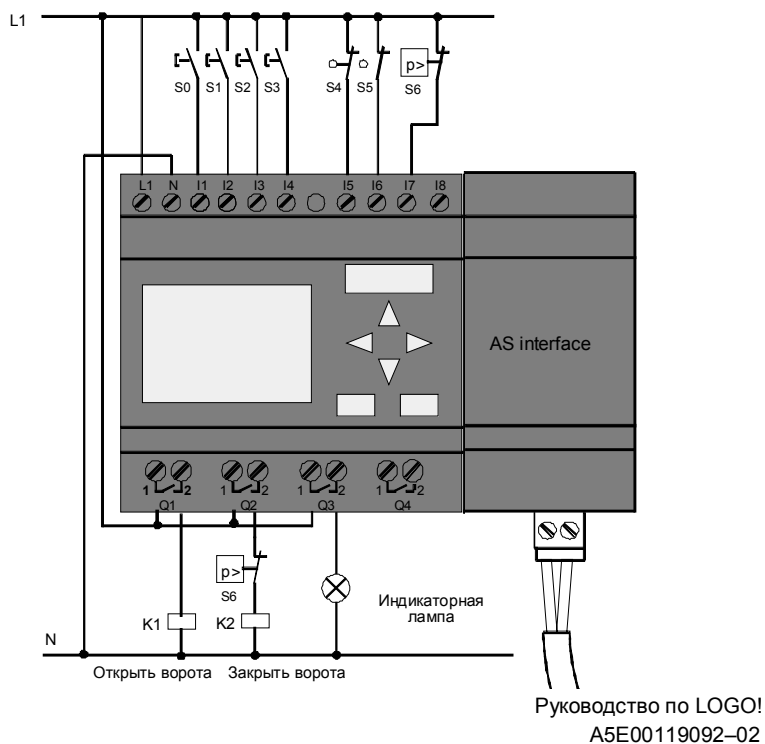 L1
p>
S0 S1 S2 S3 S4 S5 S6
L1 N I1 I2 I3 I4 I5 I6 I7 I8
AS interface
1 2 1 2 1 2 1 2
Q1 Q2 Q3 Q4
p>
S6
Индикаторная
лампа
K1 K2
N
Открыть ворота Закрыть ворота
Руководство по LOGO!
A5E00119092–02